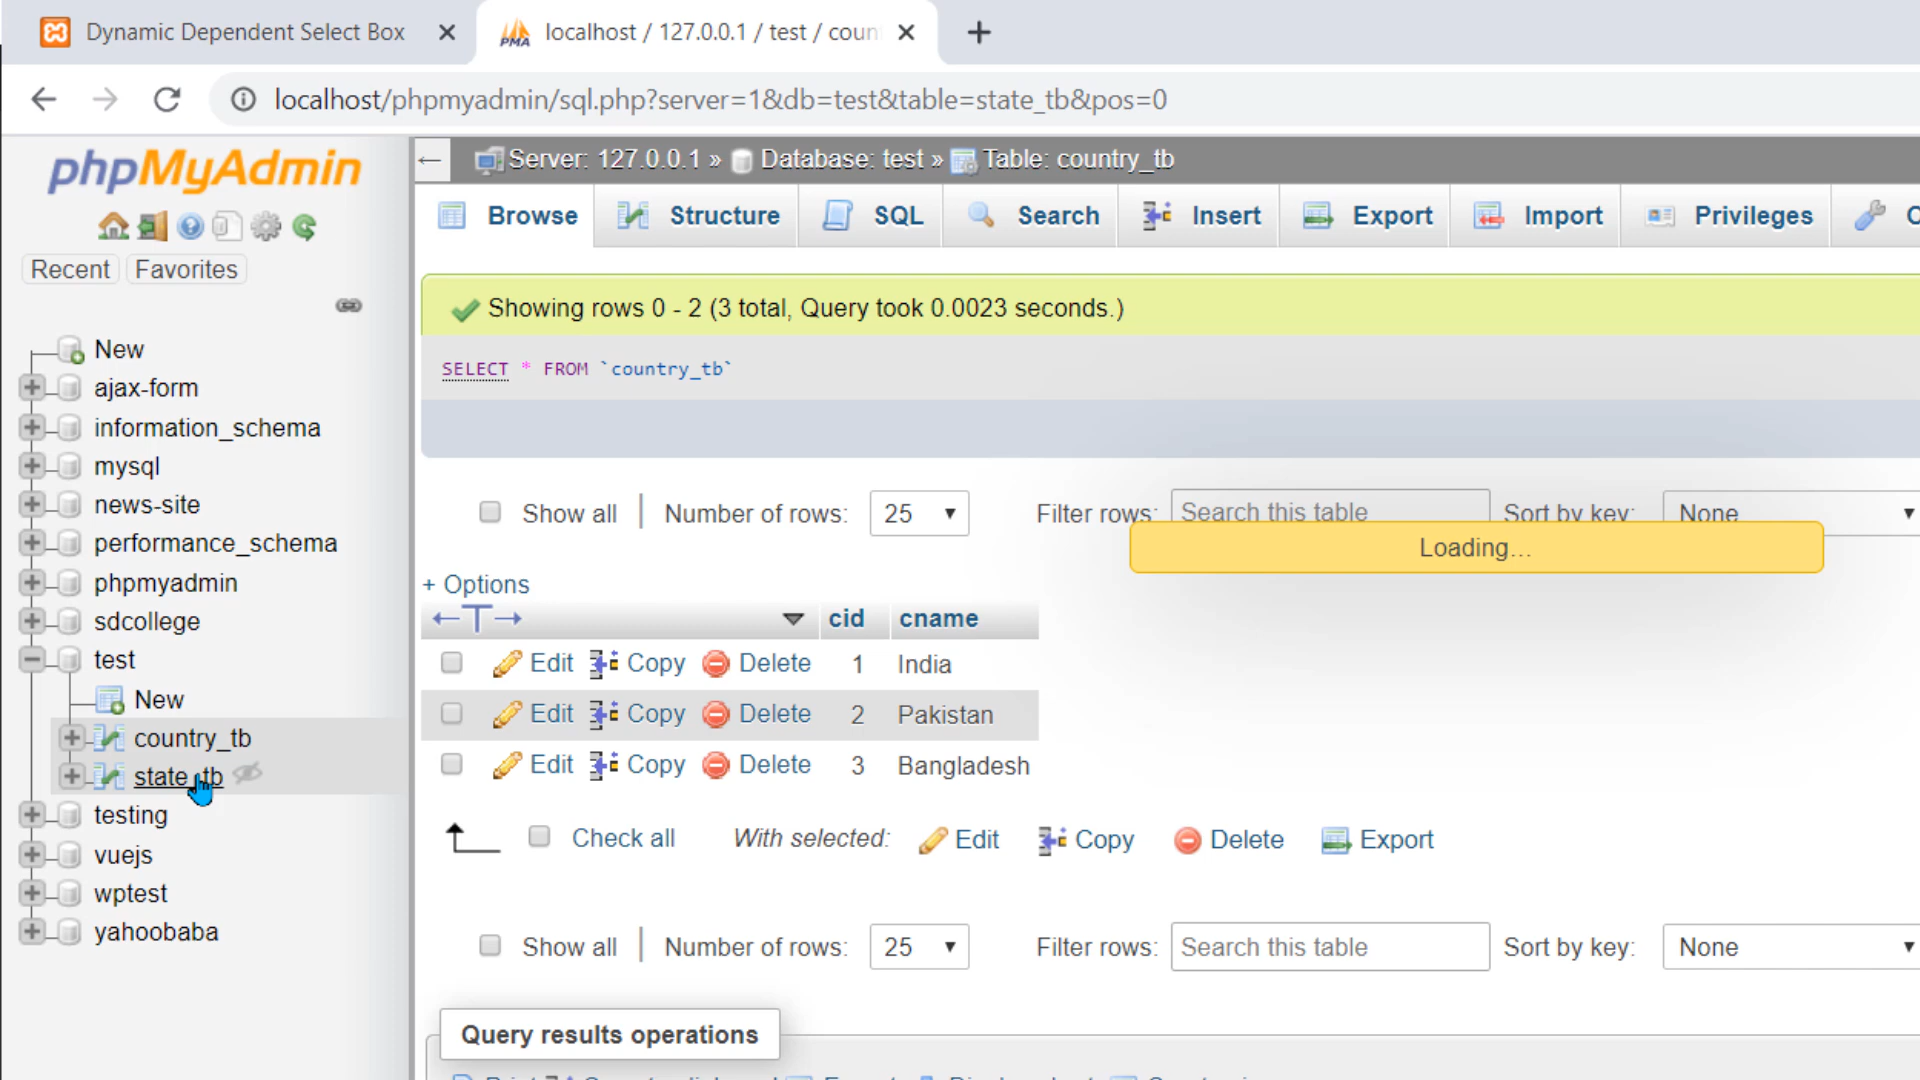 Dynamic Dependent Select Box
localhost / 127.0.0.1 / test / coun
localhost/phpmyadmin/sql.php?server=1&db=test&table=state_tb&pos=0
phpMyAdmin
Recent Favorites
New
ajax-form
information_schema
mysql
news-site
performance_schema
phpmyadmin
sdcollege
test
New
country_tb
state_tb
testing
vuejs
wptest
yahoobaba
Server: 127.0.0.1 » Database: test » Table: country_tb
Browse Structure SQL Search Insert Export Import Privileges
Showing rows 0 - 2 (3 total, Query took 0.0023 seconds.)
SELECT * FROM `country_tb`
Show all Number of rows: 25 Filter rows: Search this table Sort by key: None
Loading…
+ Options
cid cname
Edit Copy Delete 1 India
Edit Copy Delete 2 Pakistan
Edit Copy Delete 3 Bangladesh
Check all With selected: Edit Copy Delete Export
Show all Number of rows: 25 Filter rows: Search this table Sort by key: None
Query results operations